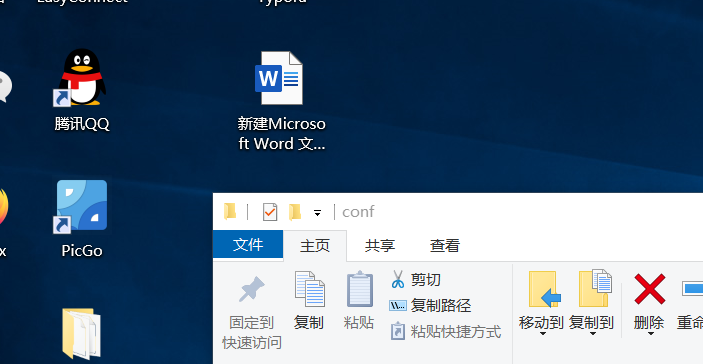 EasyConnect
Typora
腾讯QQ
新建Microso
ft Word 文...
PicGo
x
conf
文件
主页
共享
查看
固定到
快速访问
复制
粘贴
剪切
复制路径
粘贴快捷方式
移动到
复制到
删除
重命